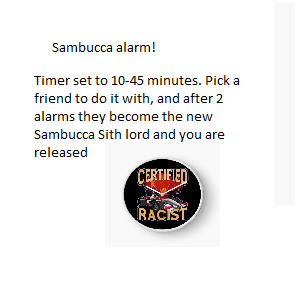 Sambucca alarm!
Timer set to 10-45 minutes. Pick a
friend to do it with, and after 2
alarms they become the new
Sambucca Sith lord and you are
released
CERTIFIED
RACIST